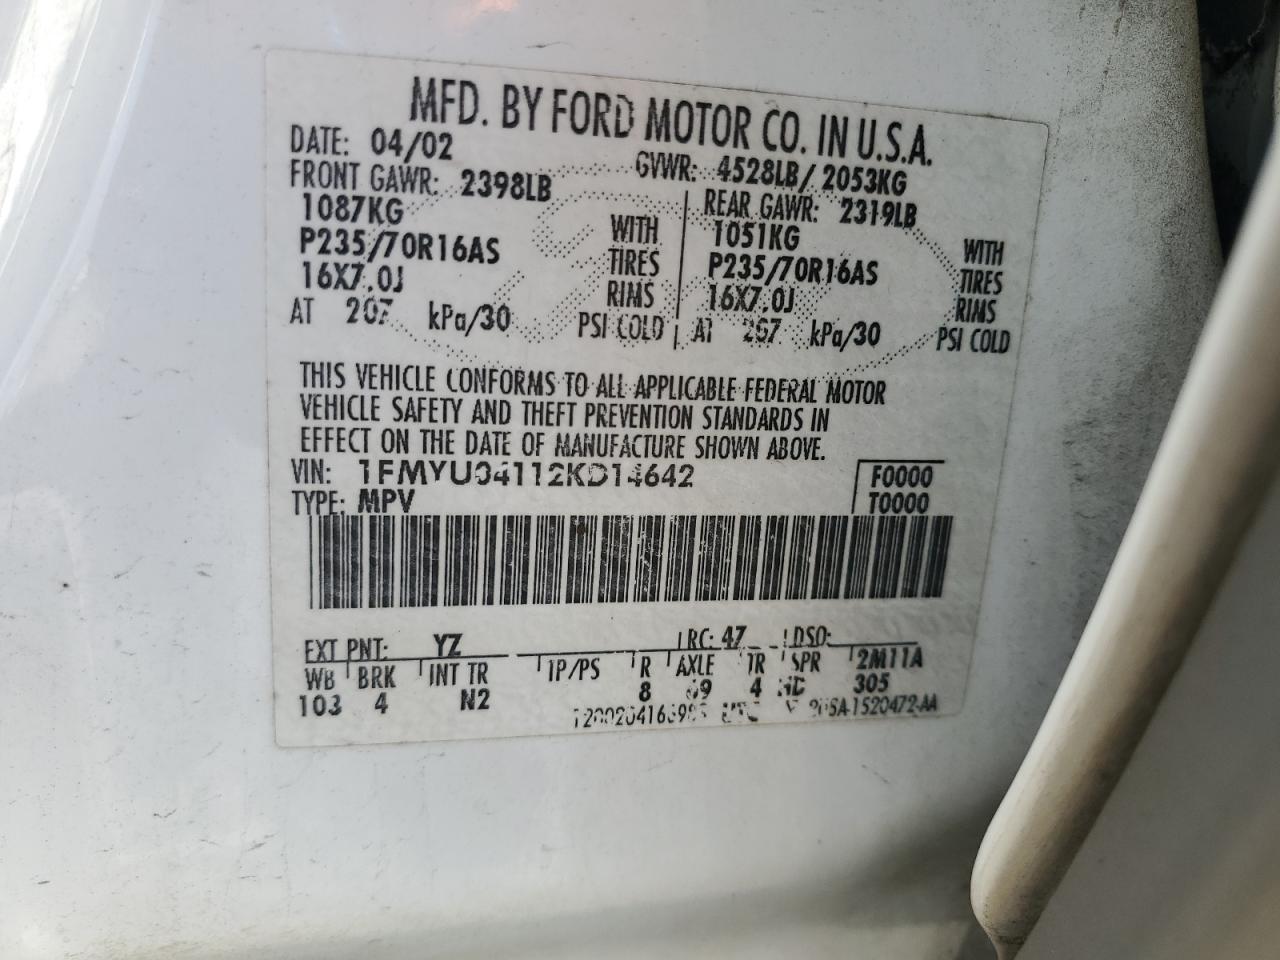 MFD. BY FORD MOTOR CO. IN U.S.A.
DATE: 04/02 GVWR: 4528LB/ 2053KG
FRONT GAWR: 2398LB REAR GAWR: 2319LB
1087KG WITH 1051KG WITH
P235/70R16AS TIRES P235/70R16AS TIRES
16X7.0J RIMS 16X7.0J RIMS
AT 207 kPa/30 PSI COLD AT 207 kPa/30 PSI COLD
THIS VEHICLE CONFORMS TO ALL APPLICABLE FEDERAL MOTOR
VEHICLE SAFETY AND THEFT PREVENTION STANDARDS IN
EFFECT ON THE DATE OF MANUFACTURE SHOWN ABOVE.
VIN: 1FMYU04112KD14642 F0000
TYPE: MPV T0000
EXT PNT: YZ RC: 47 DSO:
WB BRK INT TR TP/PS R AXLE TR SPR 2M11A
103 4 N2 8 4 305